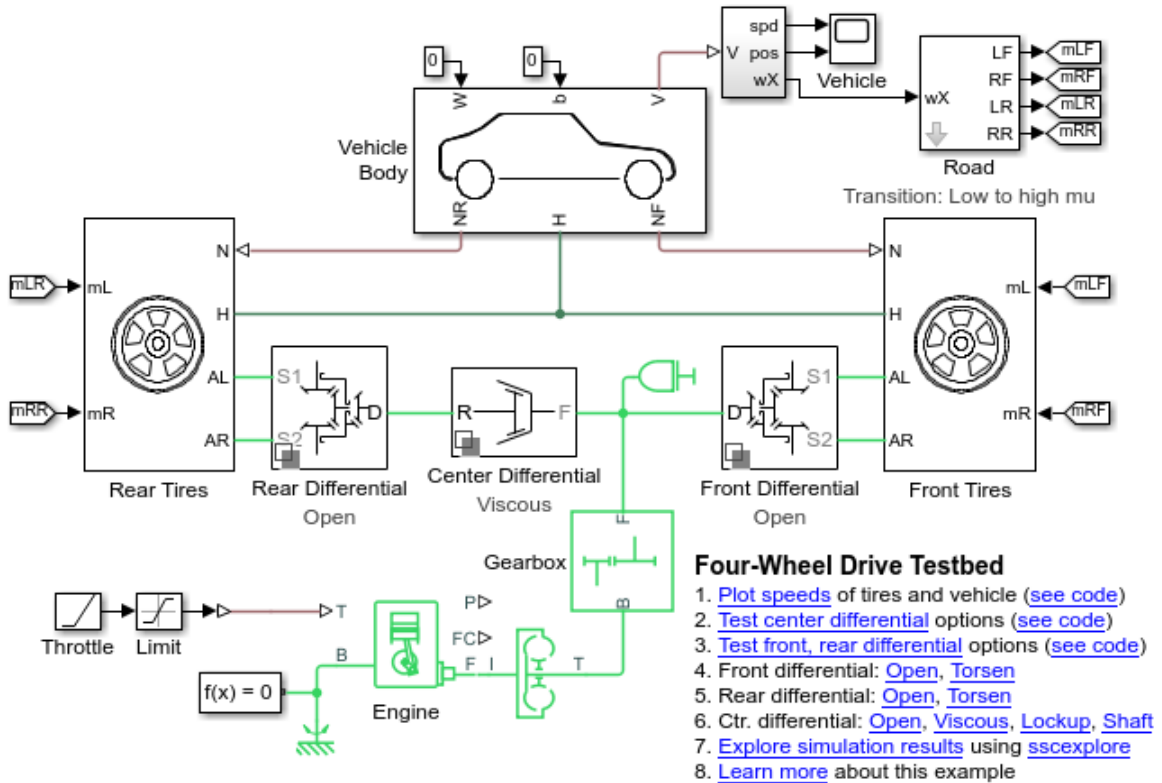 spd
V pos
wX
Vehicle
LF
RF
wX
LR
RR
mLF
mRF
mLR
mRR
Road
Transition: Low to high mu
0
0
W
b
V
Vehicle
Body
NR
H
NF
N
mLR
mL
H
AL
mRR
mR
AR
Rear Tires
S1
D
S2
Rear Differential
Open
R
F
Center Differential
Viscous
D
S1
S2
Front Differential
Open
N
mL
mLF
H
AL
mR
mRF
AR
Front Tires
F
Gearbox
B
Throttle
Limit
T
P
FC
B
F I
T
f(x) = 0
Engine
Four-Wheel Drive Testbed
1. Plot speeds of tires and vehicle (see code)
2. Test center differential options (see code)
3. Test front, rear differential options (see code)
4. Front differential: Open, Torsen
5. Rear differential: Open, Torsen
6. Ctr. differential: Open, Viscous, Lockup, Shaft
7. Explore simulation results using sscexplore
8. Learn more about this example